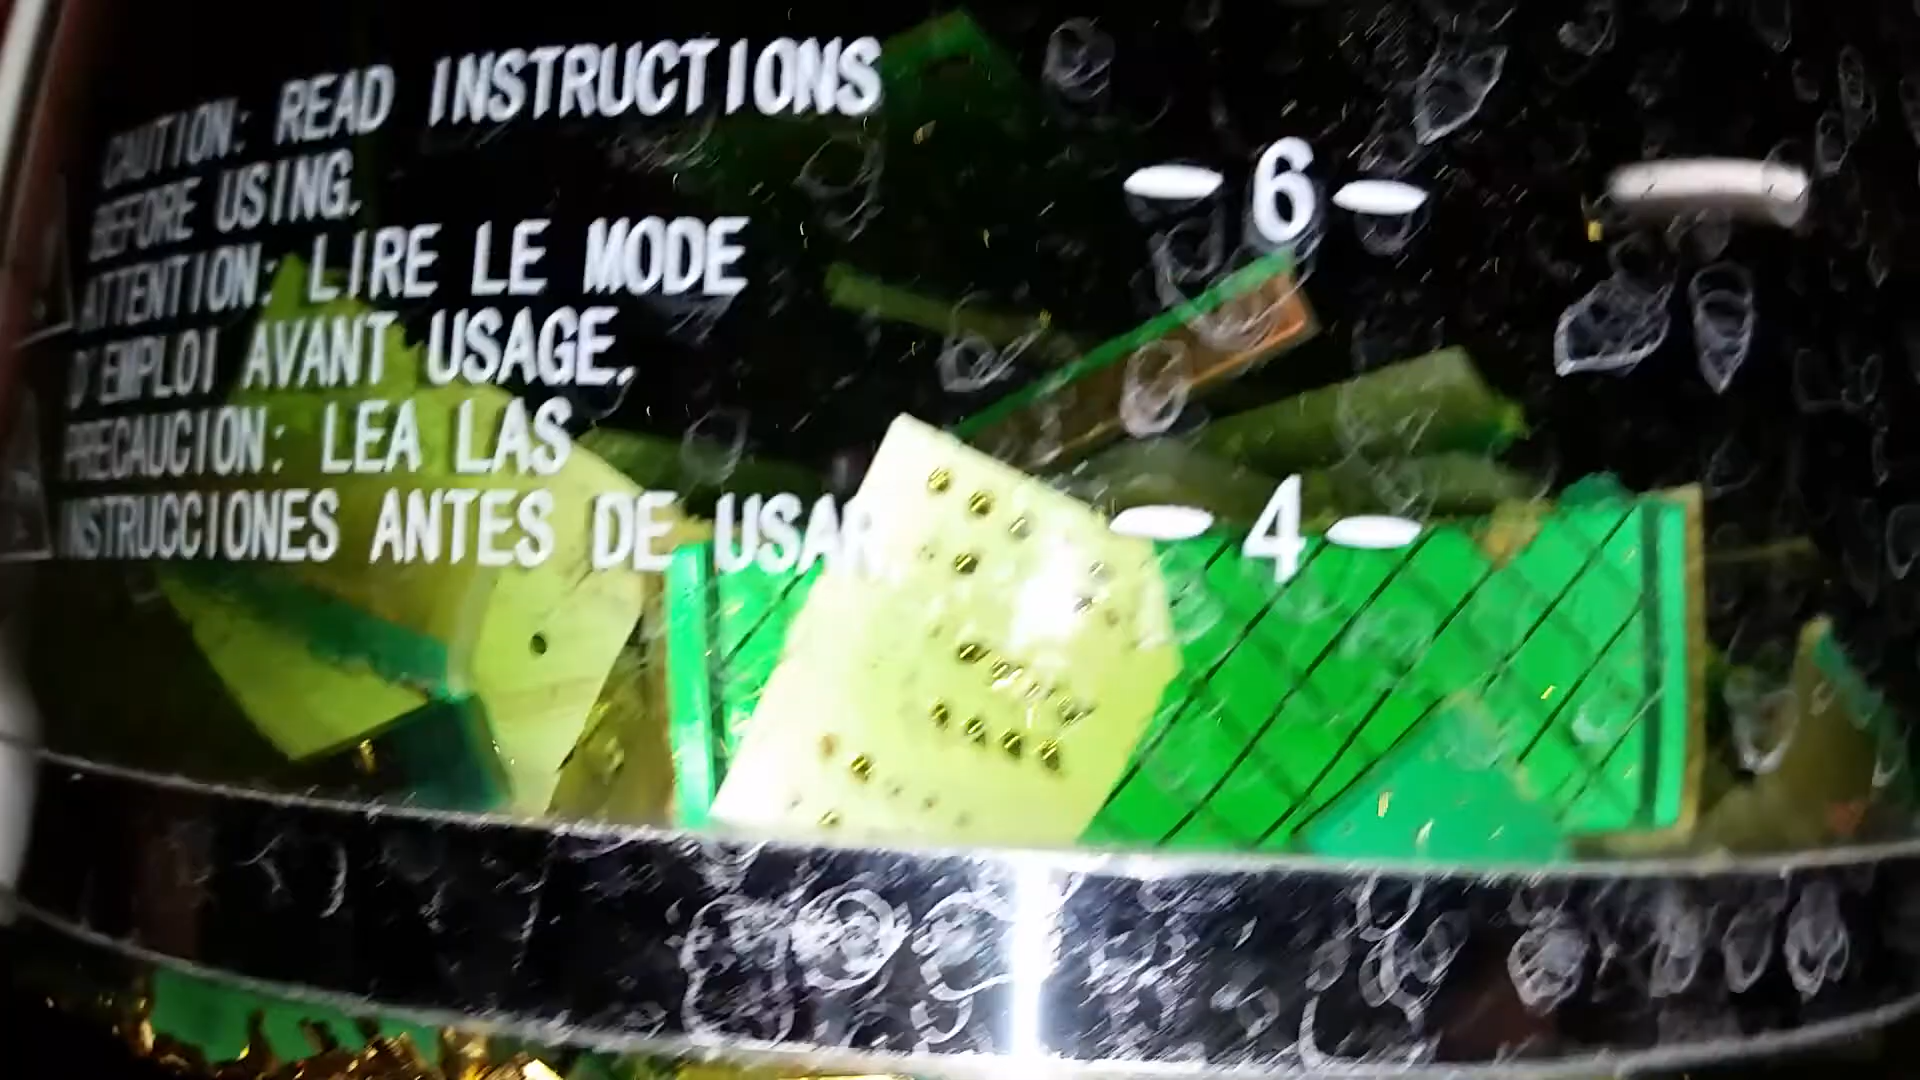 CAUTION: READ INSTRUCTIONS
BEFORE USING.
ATTENTION: LIRE LE MODE
D'EMPLOI AVANT USAGE.
PRECAUCION: LEA LAS
INSTRUCCIONES ANTES DE USAR.
6
4